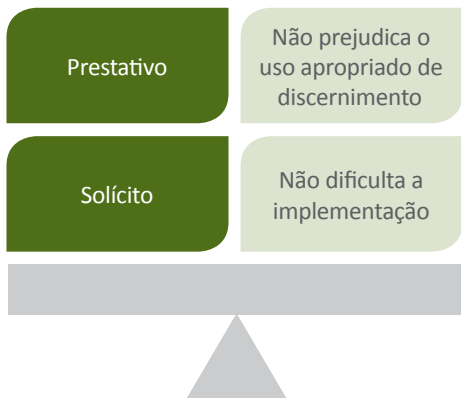 Prestativo
Não prejudica o
uso apropriado de
discernimento
Solícito
Não dificulta a
implementação